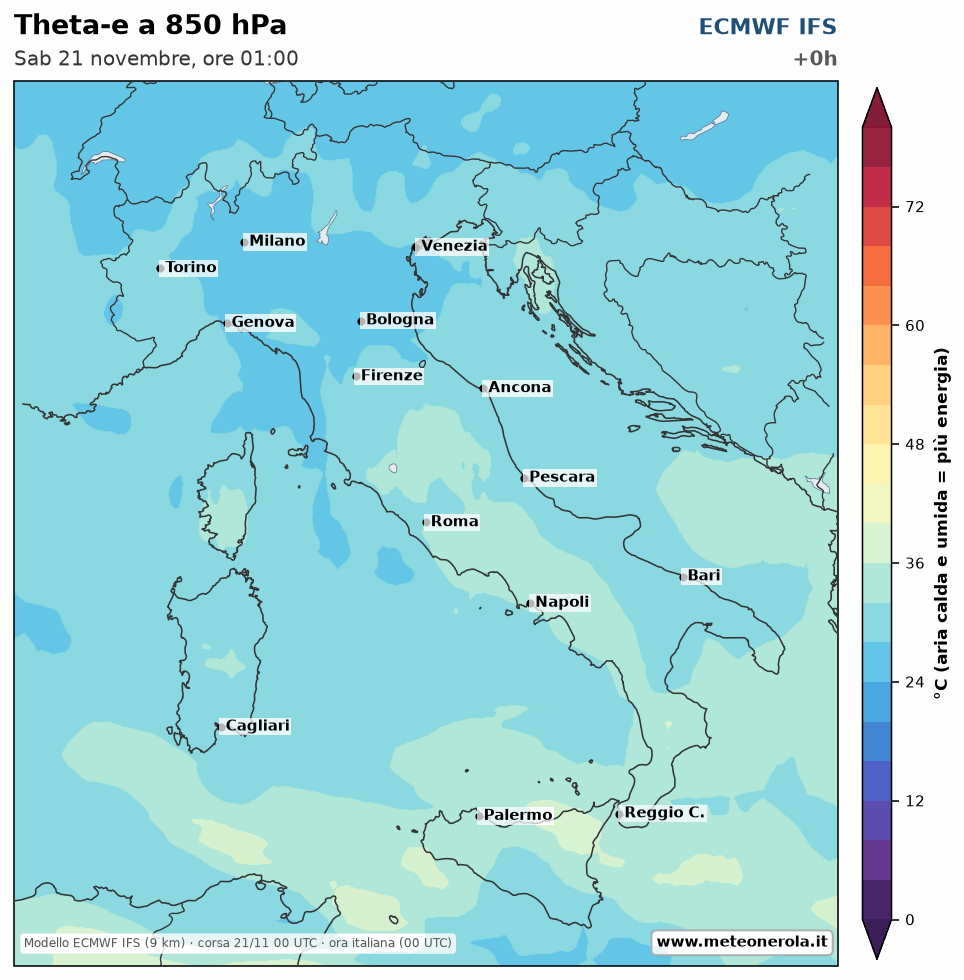 Theta-e a 850 hPa
ECMWF IFS
Sab 21 novembre, ore 01:00
+0h
Milano
Venezia
Torino
Genova
Bologna
Firenze
Ancona
Pescara
Roma
Bari
Napoli
Cagliari
Palermo
Reggio C.
72
60
48
36
24
12
0
°C (aria calda e umida = più energia)
Modello ECMWF IFS (9 km) · corsa 21/11 00 UTC · ora italiana (00 UTC)
www.meteonerola.it